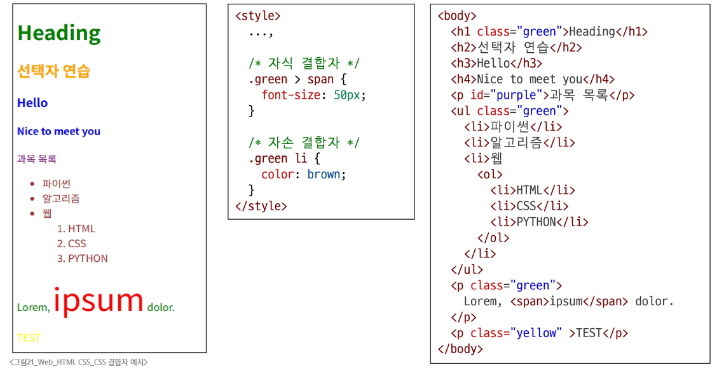 Heading
선택자 연습
Hello
Nice to meet you
과목 목록
파이썬
알고리즘
웹
1. HTML
2. CSS
3. PYTHON
Lorem, ipsum dolor.
TEST
<style>
...,
/* 자식 결합자 */
.green > span {
font-size: 50px;
}
/* 자손 결합자 */
.green li {
color: brown;
}
</style>
<body>
<h1 class="green">Heading</h1>
<h2>선택자 연습</h2>
<h3>Hello</h3>
<h4>Nice to meet you</h4>
<p id="purple">과목 목록</p>
<ul class="green">
<li>파이썬</li>
<li>알고리즘</li>
<li>웹
<ol>
<li>HTML</li>
<li>CSS</li>
<li>PYTHON</li>
</ol>
</li>
</ul>
<p class="green">
Lorem, <span>ipsum</span> dolor.
</p>
<p class="yellow" >TEST</p>
</body>
<그림21_Web_HTML CSS_CSS 결합자 예시>